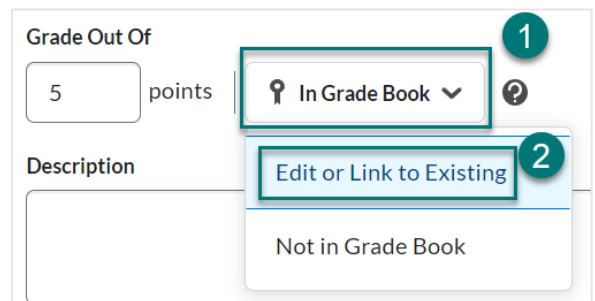 Grade Out Of
1
5 points In Grade Book
2
Description Edit or Link to Existing
Not in Grade Book